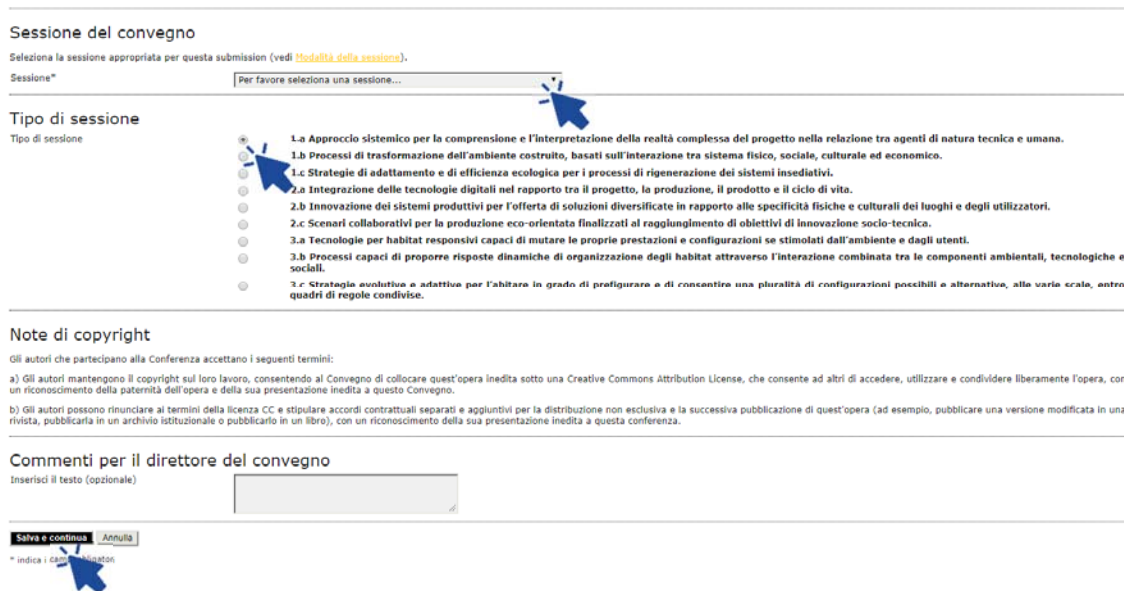 Sessione del convegno
Seleziona la sessione appropriata per questa submission (vedi Modalità della sessione).
Sessione*
Per favore seleziona una sessione...
Tipo di sessione
Tipo di sessione
1.a Approccio sistemico per la comprensione e l'interpretazione della realtà complessa del progetto nella relazione tra agenti di natura tecnica e umana.
1.b Processi di trasformazione dell'ambiente costruito, basati sull'interazione tra sistema fisico, sociale, culturale ed economico.
1.c Strategie di adattamento e di efficienza ecologica per i processi di rigenerazione dei sistemi insediativi.
2.a Integrazione delle tecnologie digitali nel rapporto tra il progetto, la produzione, il prodotto e il ciclo di vita.
2.b Innovazione dei sistemi produttivi per l'offerta di soluzioni diversificate in rapporto alle specificità fisiche e culturali dei luoghi e degli utilizzatori.
2.c Scenari collaborativi per la produzione eco-orientata finalizzati al raggiungimento di obiettivi di innovazione socio-tecnica.
3.a Tecnologie per habitat responsivi capaci di mutare le proprie prestazioni e configurazioni se stimolati dall'ambiente e dagli utenti.
3.b Processi capaci di proporre risposte dinamiche di organizzazione degli habitat attraverso l'interazione combinata tra le componenti ambientali, tecnologiche e
sociali.
3.c Strategie evolutive e adattive per l'abitare in grado di prefigurare e di consentire una pluralità di configurazioni possibili e alternative, alle varie scale, entro
quadri di regole condivise.
Note di copyright
Gli autori che partecipano alla Conferenza accettano i seguenti termini:
a) Gli autori mantengono il copyright sul loro lavoro, consentendo al Convegno di collocare quest'opera inedita sotto una Creative Commons Attribution License, che consente ad altri di accedere, utilizzare e condividere liberamente l'opera, con
un riconoscimento della paternità dell'opera e della sua presentazione inedita a questo Convegno.
b) Gli autori possono rinunciare ai termini della licenza CC e stipulare accordi contrattuali separati e aggiuntivi per la distribuzione non esclusiva e la successiva pubblicazione di quest'opera (ad esempio, pubblicare una versione modificata in una
rivista, pubblicarla in un archivio istituzionale o pubblicarlo in un libro), con un riconoscimento della sua presentazione inedita a questa conferenza.
Commenti per il direttore del convegno
Inserisci il testo (opzionale)
Salva e continua Annulla
* indica i